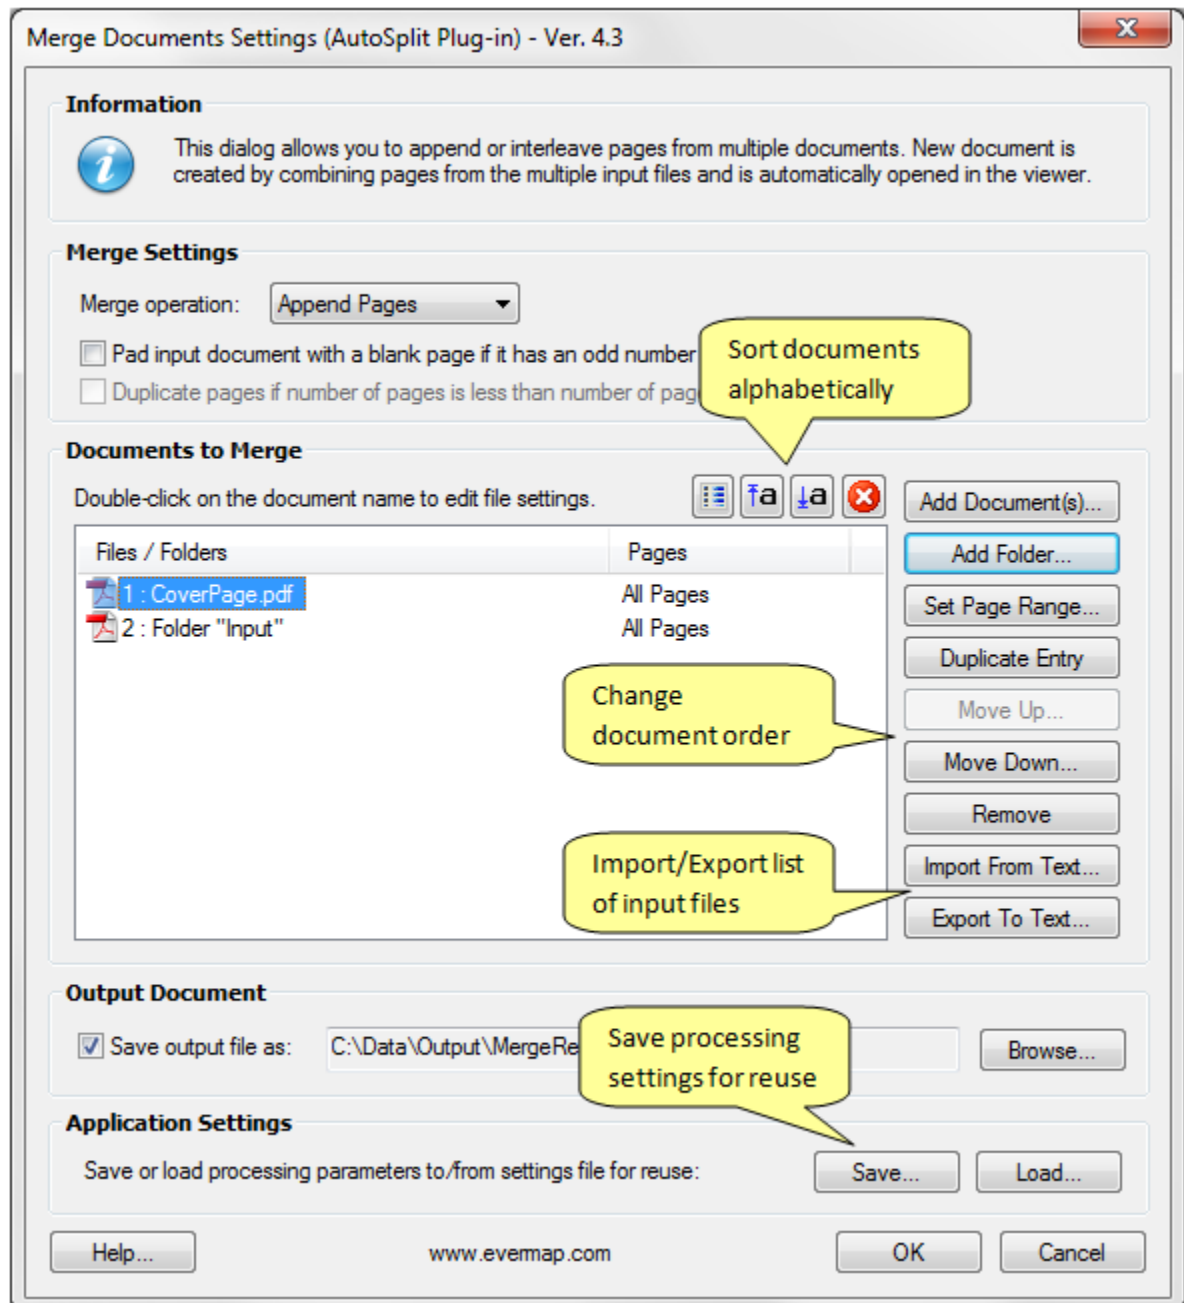 Merge Documents Settings (AutoSplit Plug-in) - Ver. 4.3
Information
This dialog allows you to append or interleave pages from multiple documents. New document is
created by combining pages from the multiple input files and is automatically opened in the viewer.
Merge Settings
Merge operation: Append Pages
Pad input document with a blank page if it has an odd number
Duplicate pages if number of pages is less than number of
Sort documents
alphabetically
Documents to Merge
Double-click on the document name to edit file settings.
Add Document(s)...
Files / Folders Pages
Add Folder...
1 : CoverPage.pdf All Pages
Set Page Range...
2 : Folder "Input" All Pages
Duplicate Entry
Change
document order
Move Up...
Move Down...
Remove
Import/Export list
of input files
Import From Text...
Export To Text...
Output Document
Save output file as: C:\Data\Output\MergeRe
Browse...
Save processing
settings for reuse
Application Settings
Save or load processing parameters to/from settings file for reuse: Save... Load...
Help... www.evermap.com OK Cancel